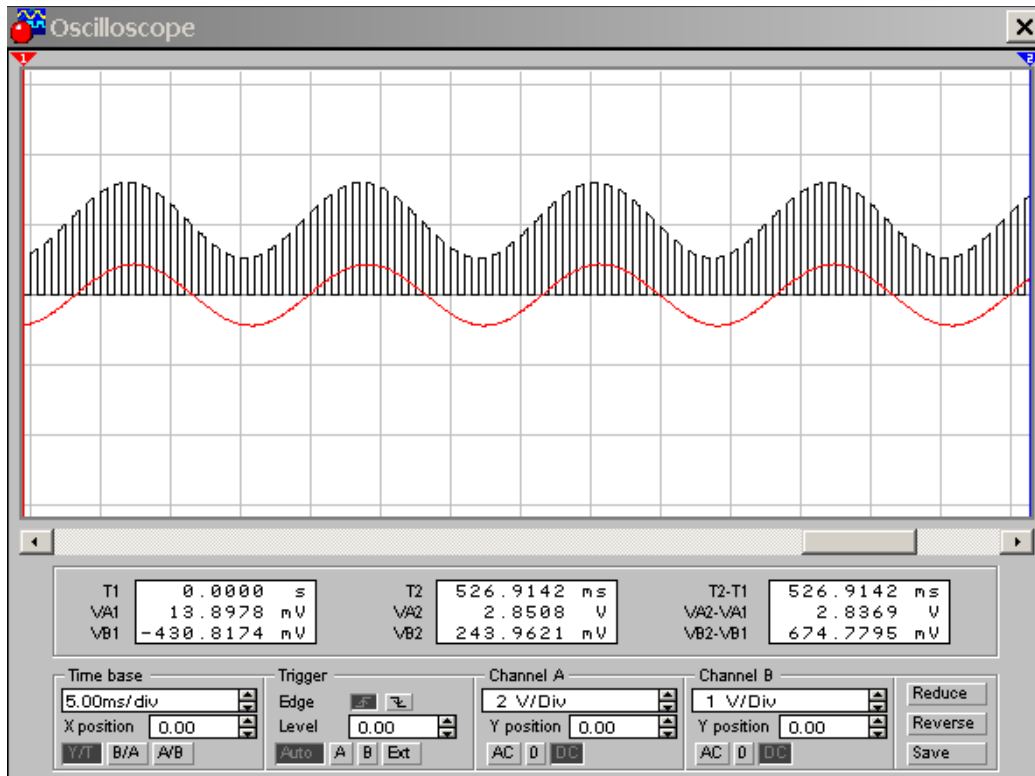 Oscilloscope
1 2
T1 0.0000 s T2 526.9142 ms T2-T1 526.9142 ms
VA1 13.8978 mV VA2 2.8508 V VA2-VA1 2.8369 V
VB1 -430.8174 mV VB2 243.9621 mV VB2-VB1 674.7795 mV
Time base Trigger Channel A Channel B
5.00ms/div Edge 2 V/Div 1 V/Div Reduce
X position 0.00 Level 0.00 Y position 0.00 Y position 0.00 Reverse
Y/T B/A A/B Auto A B Ext AC 0 DC AC 0 DC Save